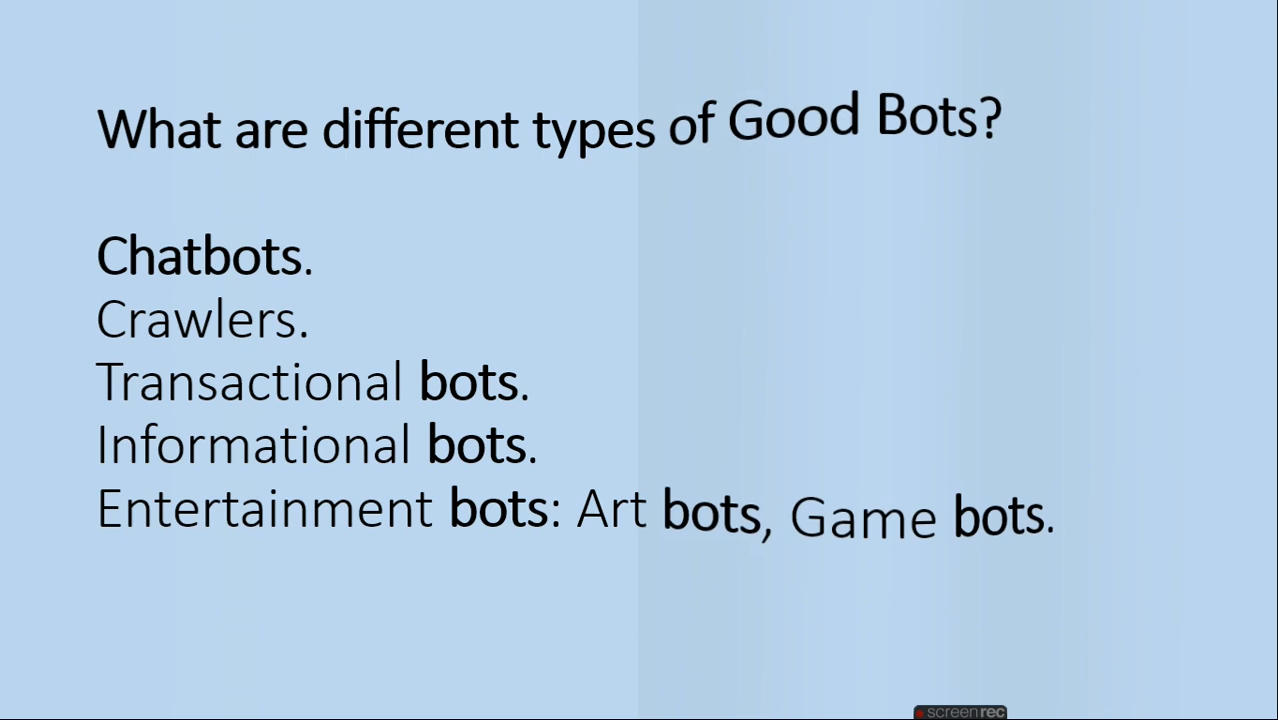 What are different types of Good Bots?
Chatbots.
Crawlers.
Transactional bots.
Informational bots.
Entertainment bots: Art bots, Game bots.
screenrec